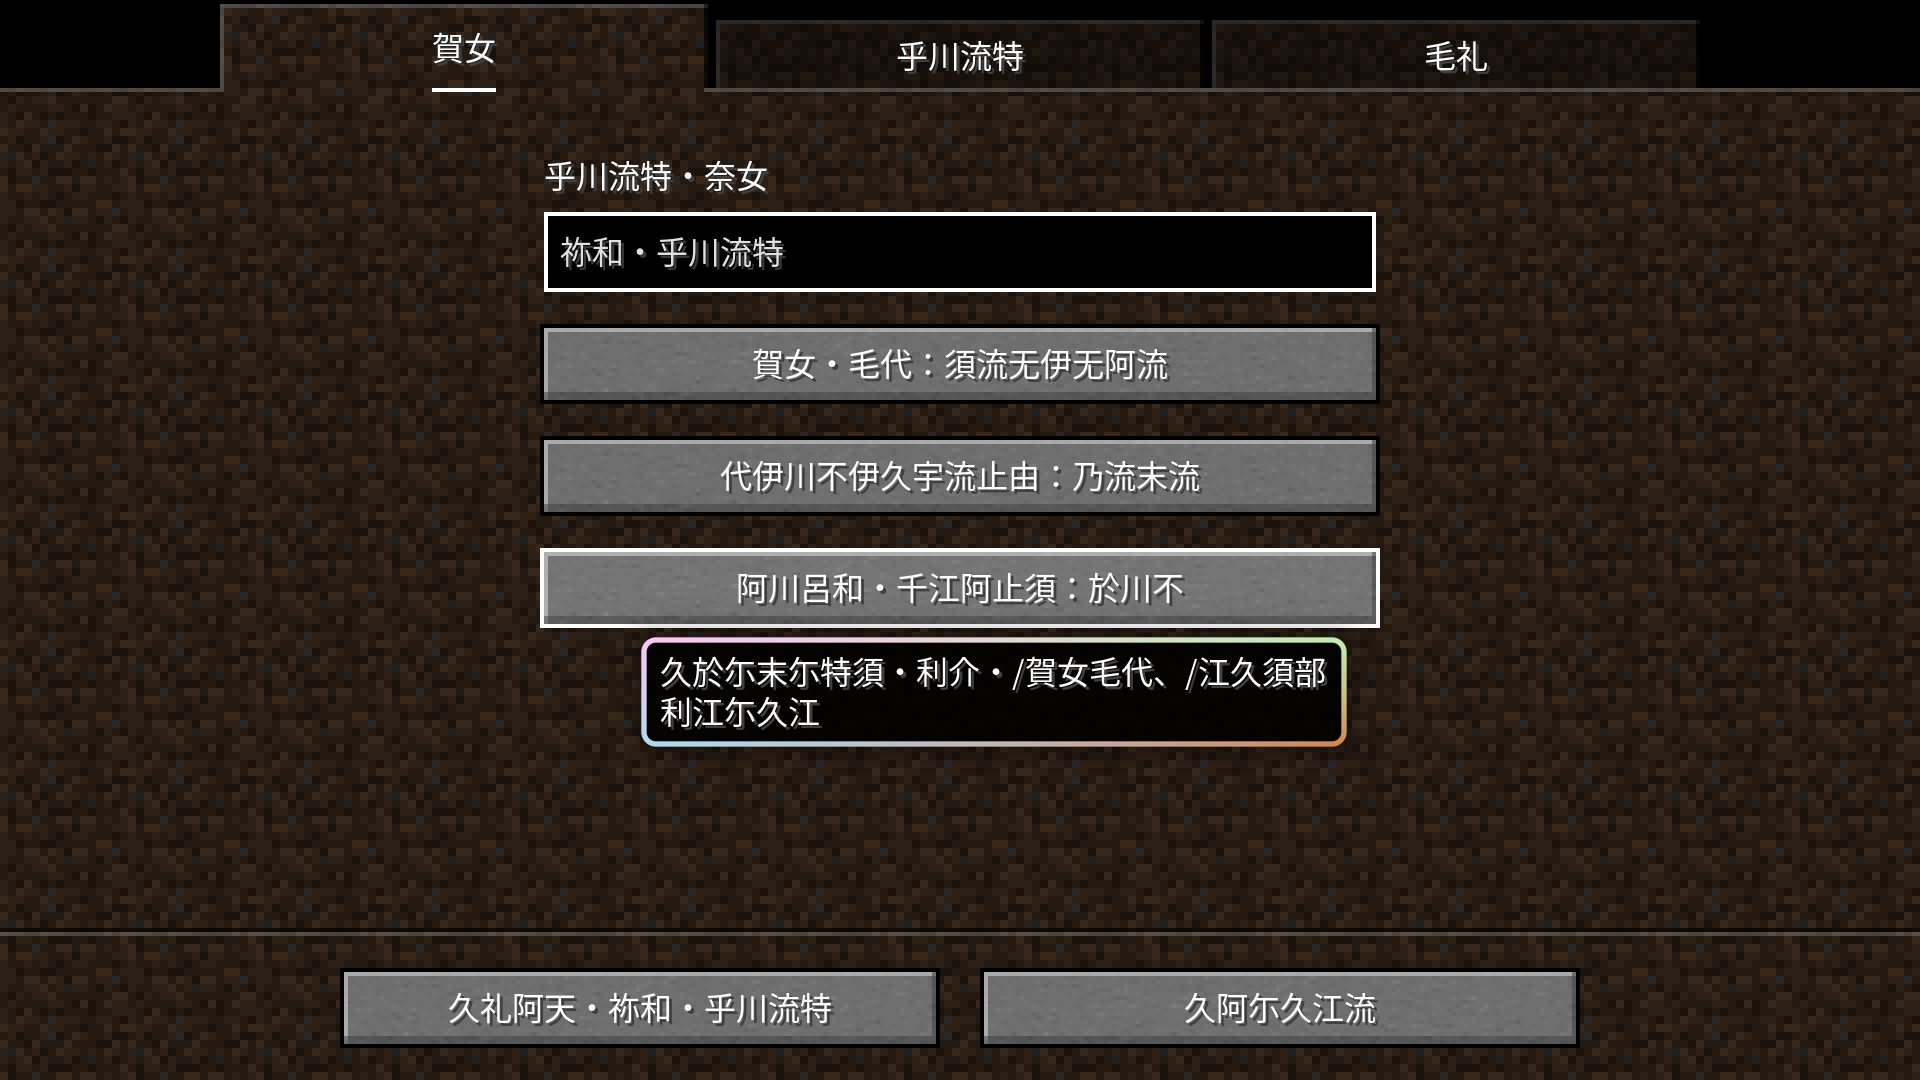 賀女
乎川流特
毛礼
乎川流特・奈女
祢和・乎川流特
賀女・毛代：須流无伊无阿流
代伊川不伊久宇流止由：乃流末流
阿川呂和・千江阿止須：於川不
久於尓末尓特須・利介・/賀女毛代、/江久須部
利江尓久江
久礼阿天・祢和・乎川流特
久阿尓久江流